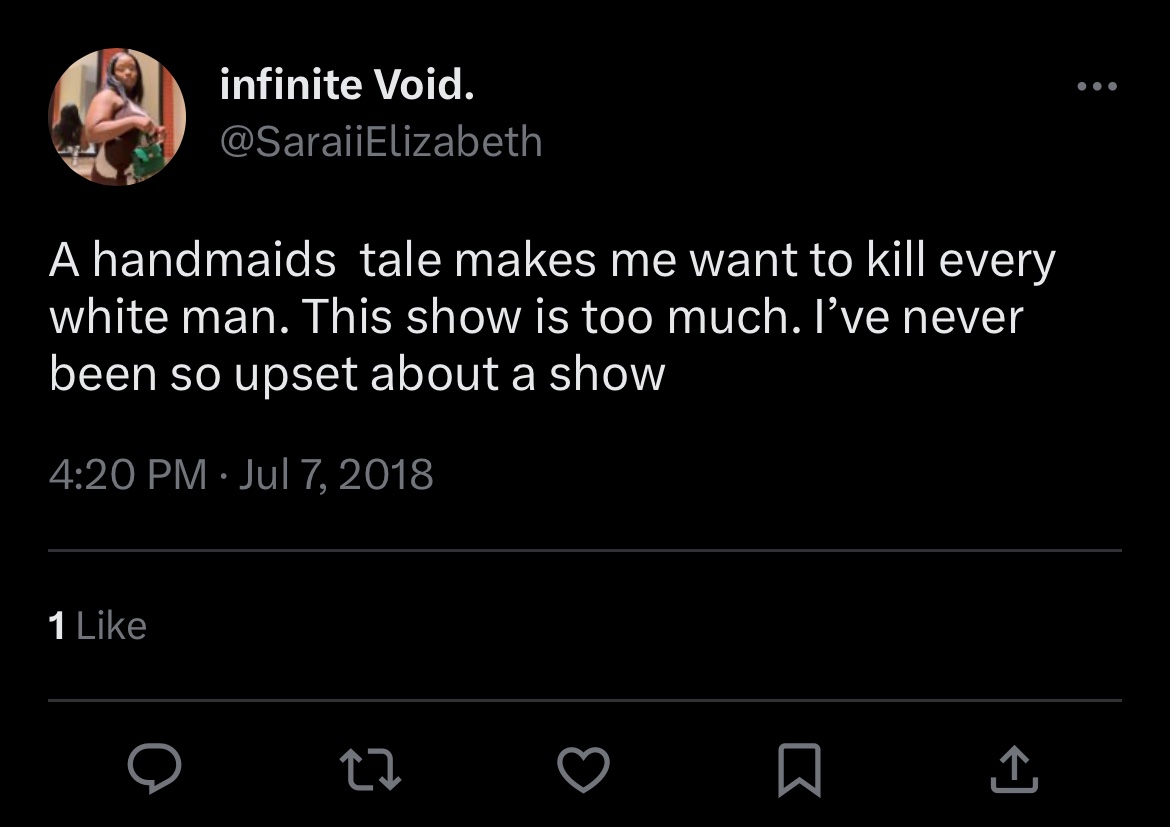 infinite Void.
@SaraiiElizabeth
A handmaids  tale makes me want to kill every
white man. This show is too much. I’ve never
been so upset about a show
4:20 PM · Jul 7, 2018
1 Like